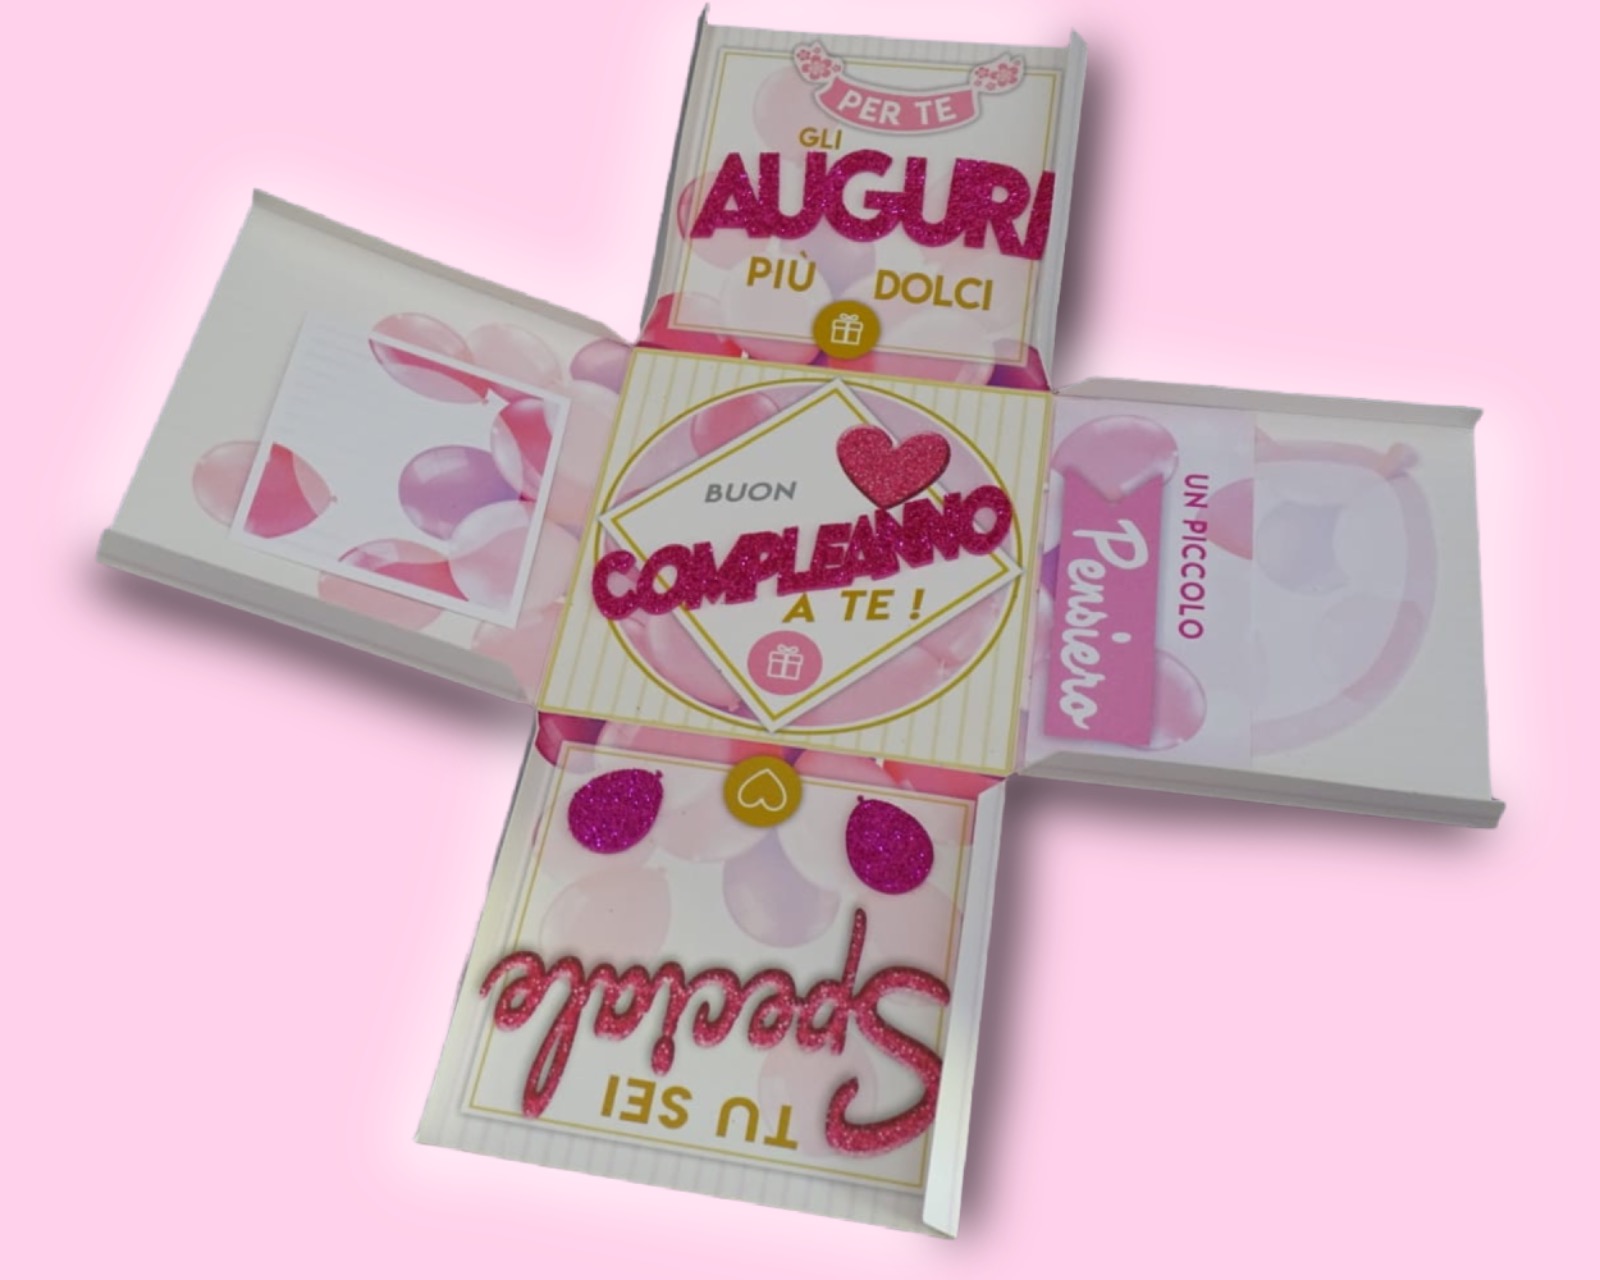 PER TE
GLI
AUGURI
PIÙ DOLCI
BUON
COMPLEANNO
A TE !
UN PICCOLO
Pensiero
TU SEI
Speciale